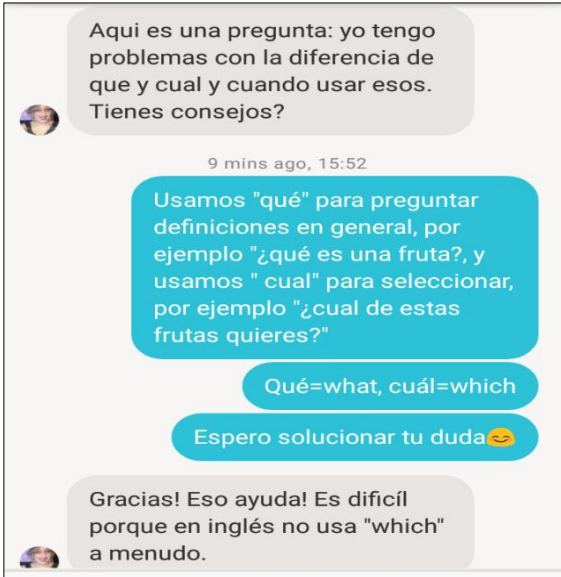 Aqui es una pregunta: yo tengo
problemas con la diferencia de
que y cual y cuando usar esos.
Tienes consejos?
9 mins ago, 15:52
Usamos "qué" para preguntar
definiciones en general, por
ejemplo "¿qué es una fruta?, y
usamos " cual" para seleccionar,
por ejemplo "¿cual de estas
frutas quieres?"
Qué=what, cuál=which
Espero solucionar tu duda😊
Gracias! Eso ayuda! Es dificíl
porque en inglés no usa "which"
a menudo.